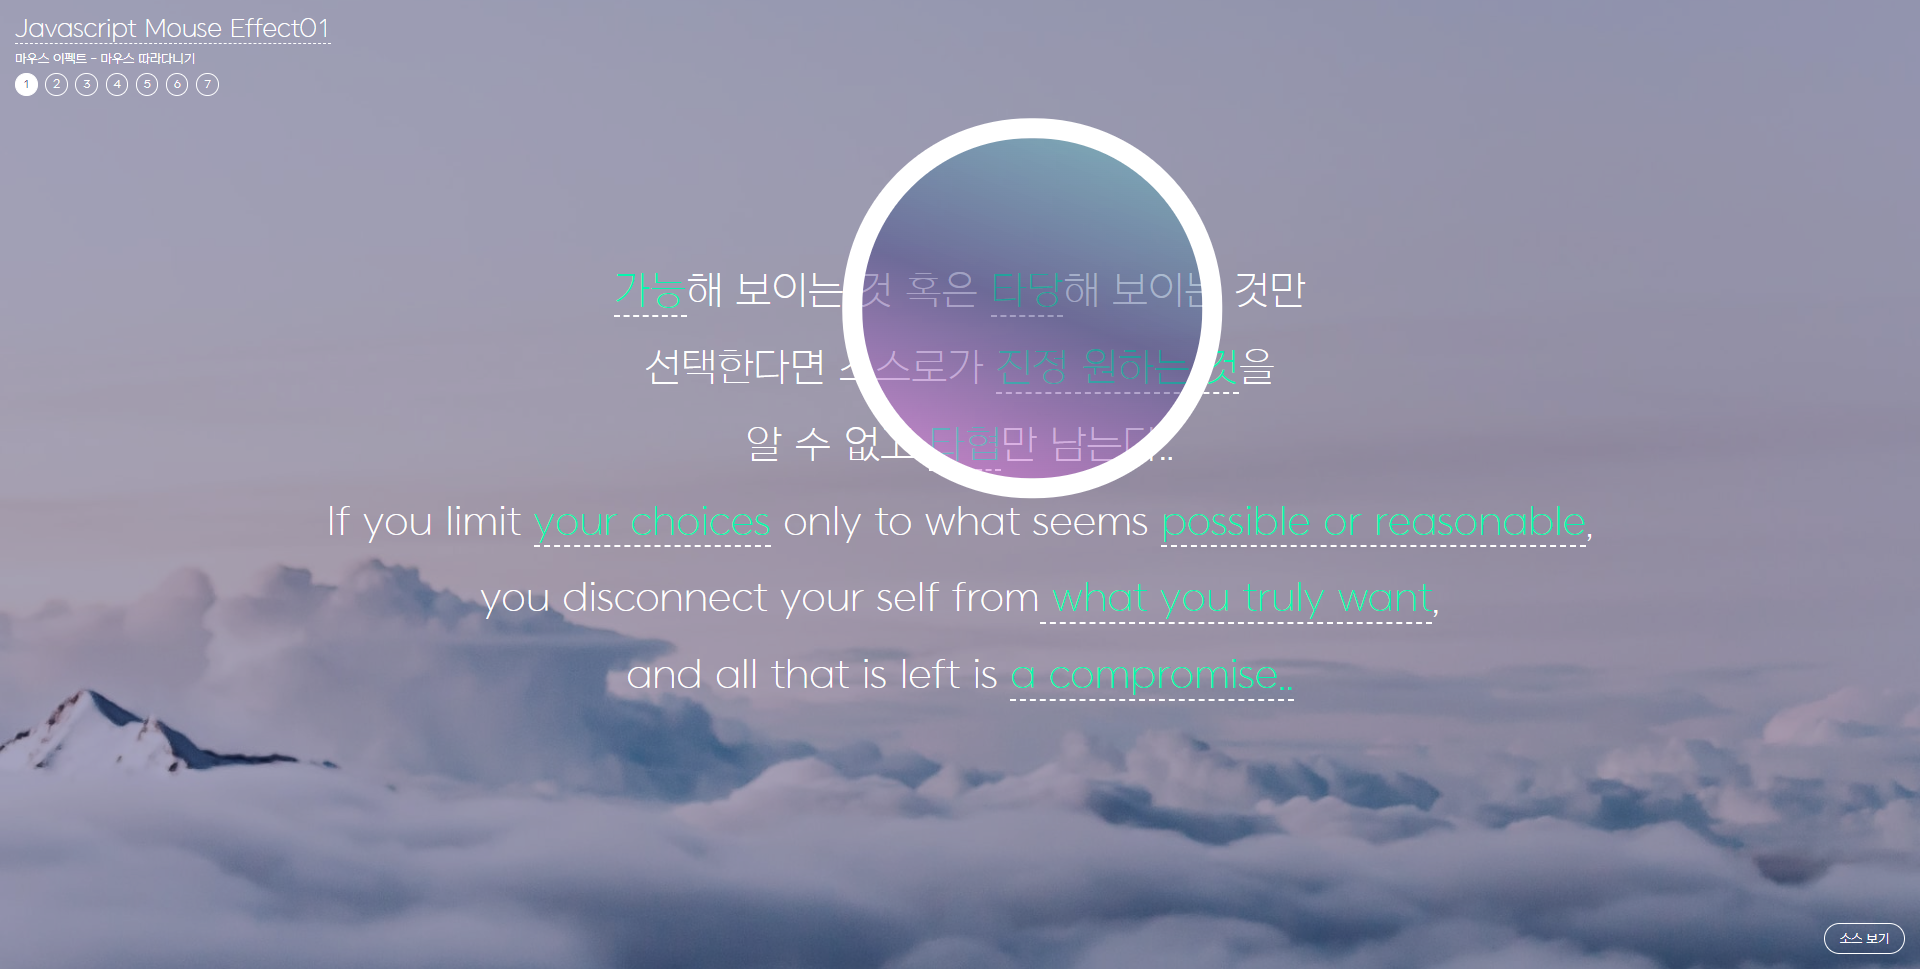 Javascript Mouse Effect01
마우스 이펙트 - 마우스 따라다니기
1 2 3 4 5 6 7
가능해 보이는 것 혹은 타당해 보이는 것만
선택한다면 스스로가 진정 원하는 것을
알 수 없고 타협만 남는다..
If you limit your choices only to what seems possible or reasonable,
you disconnect your self from what you truly want,
and all that is left is a compromise..
소스 보기